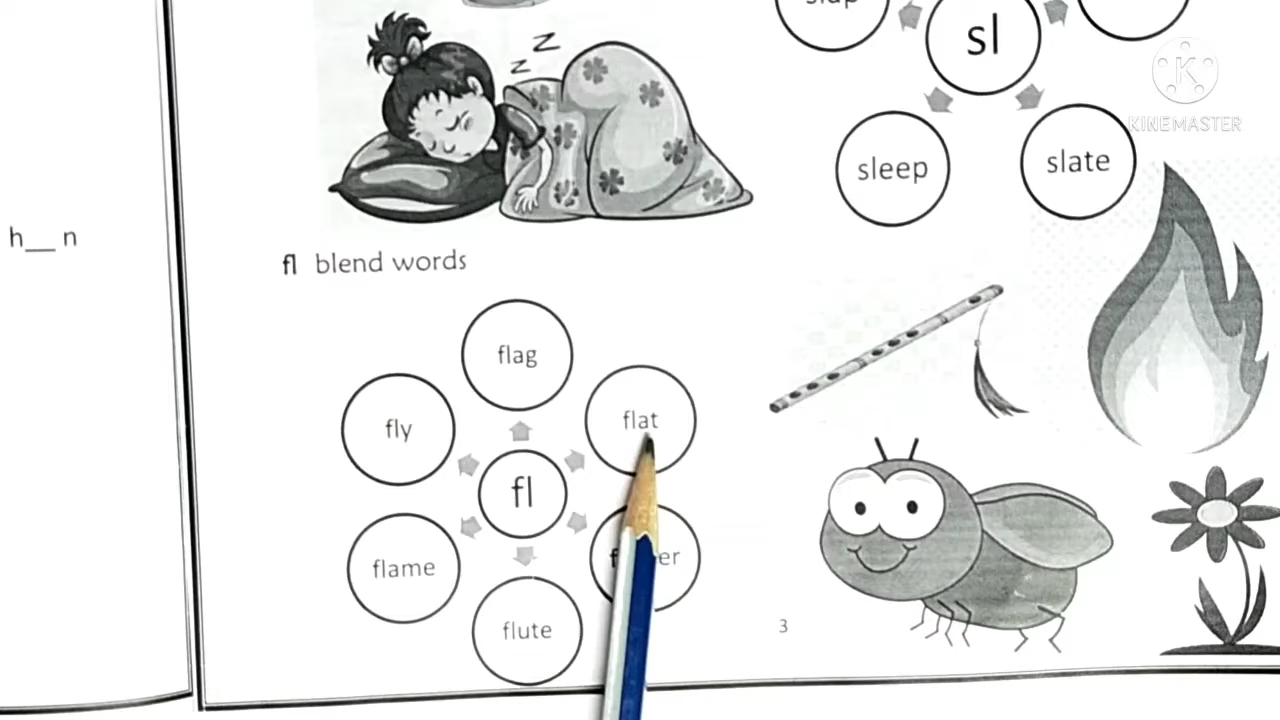 sl
K
KINEMASTER
sleep
slate
z
z
h__ n
fl blend words
flag
flat
fly
fl
flame
flute
3